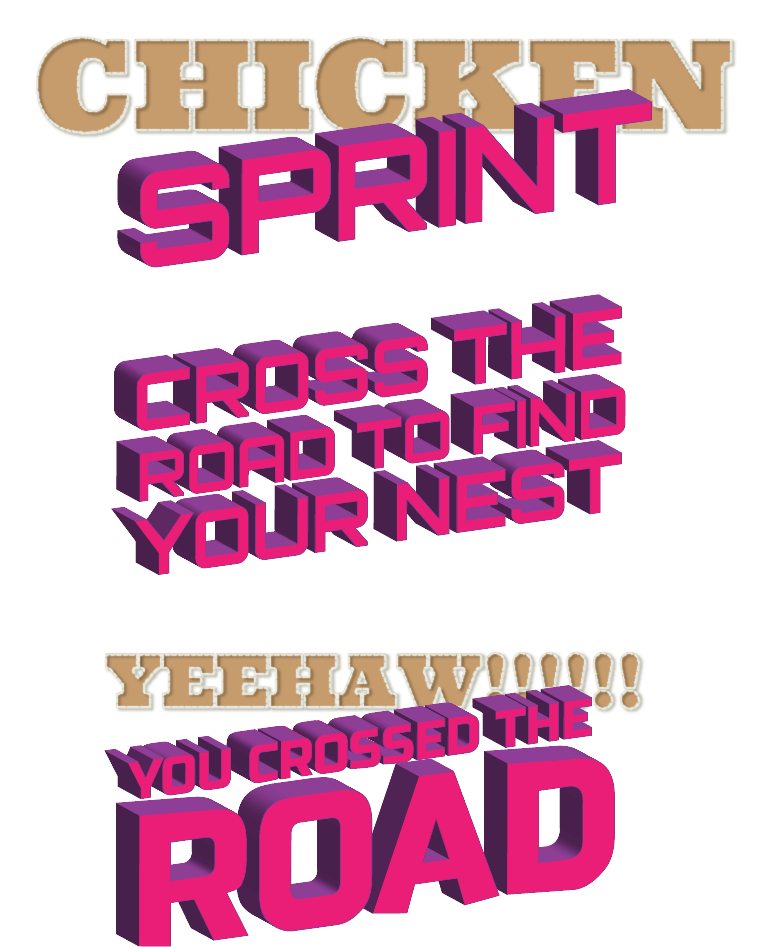 CHICKEN
SPRINT
CROSS THE
ROAD TO FIND
YOUR NEST
YEEHAW!!!!!!
YOU CROSSED THE
ROAD